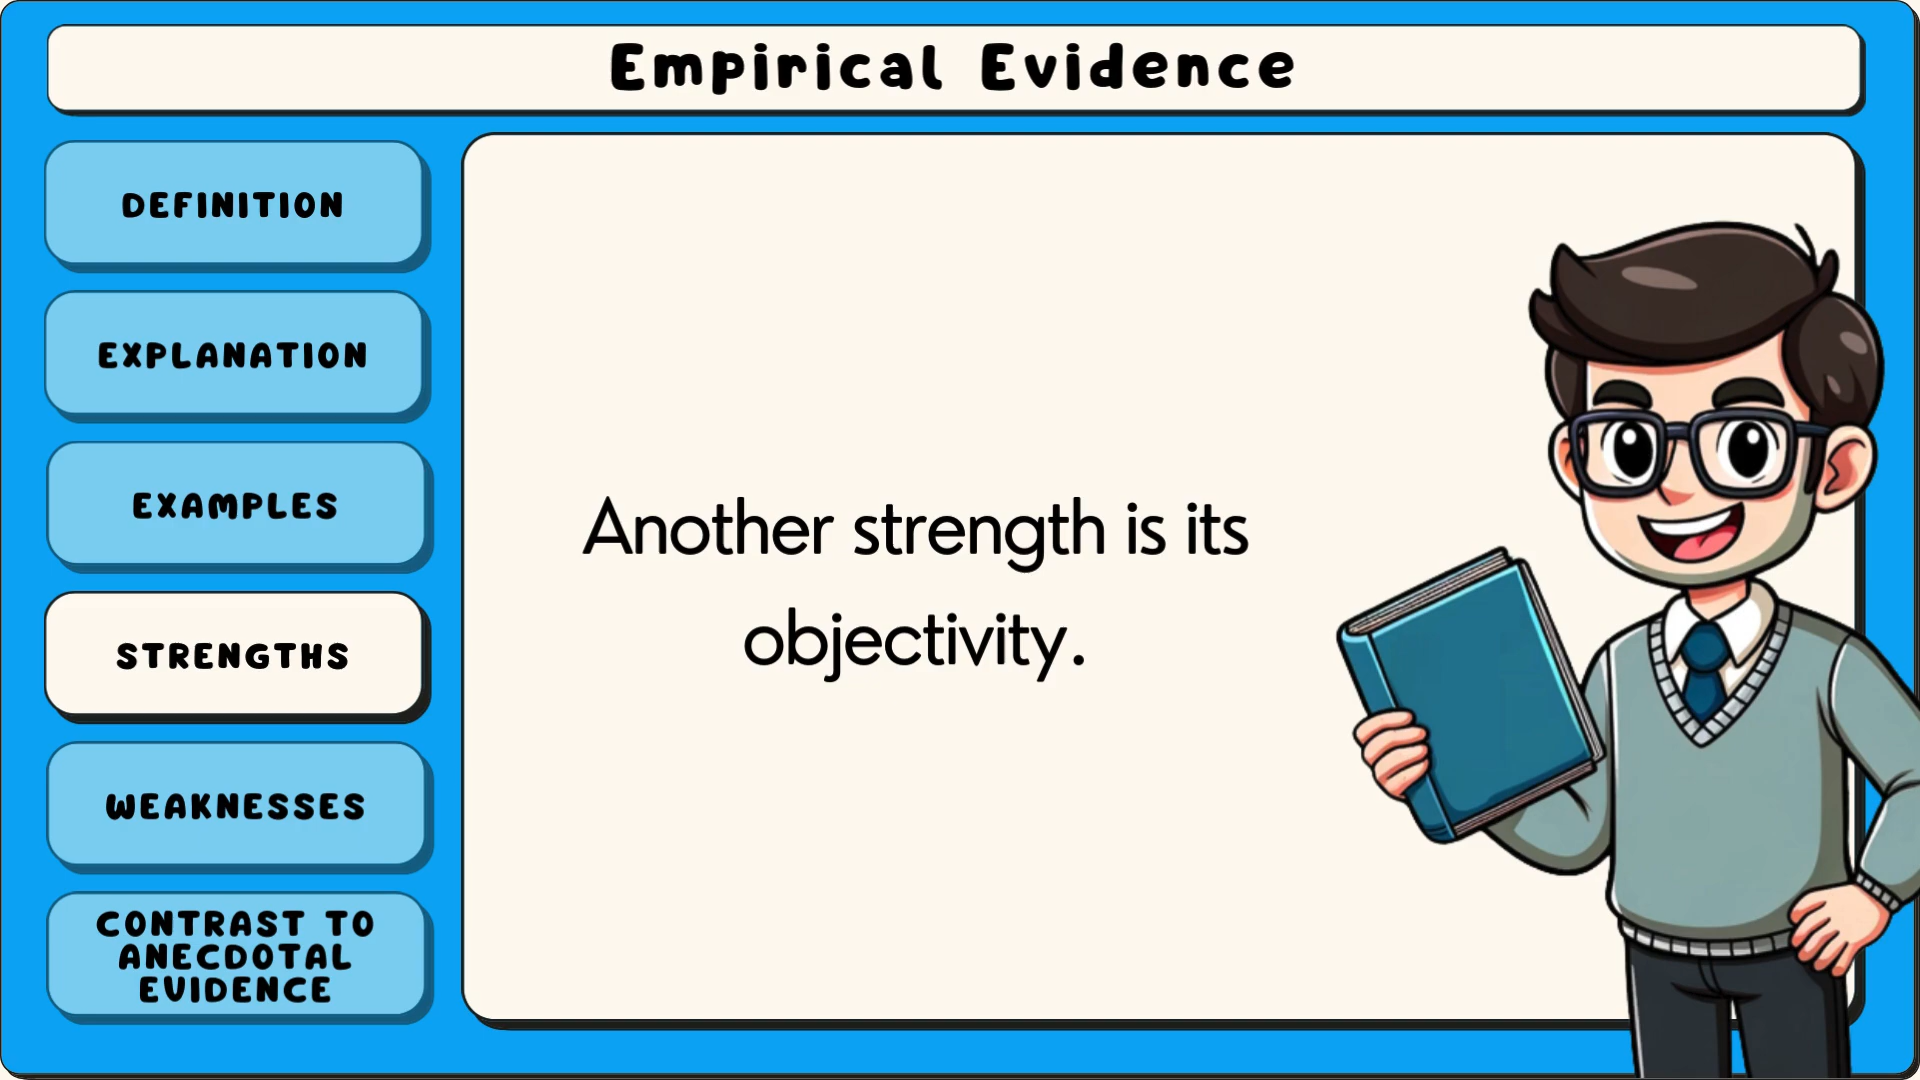 Empirical Evidence
DEFINITION
EXPLANATION
EXAMPLES
STRENGTHS
WEAKNESSES
CONTRAST TO
ANECDOTAL
EVIDENCE
Another strength is its
objectivity.